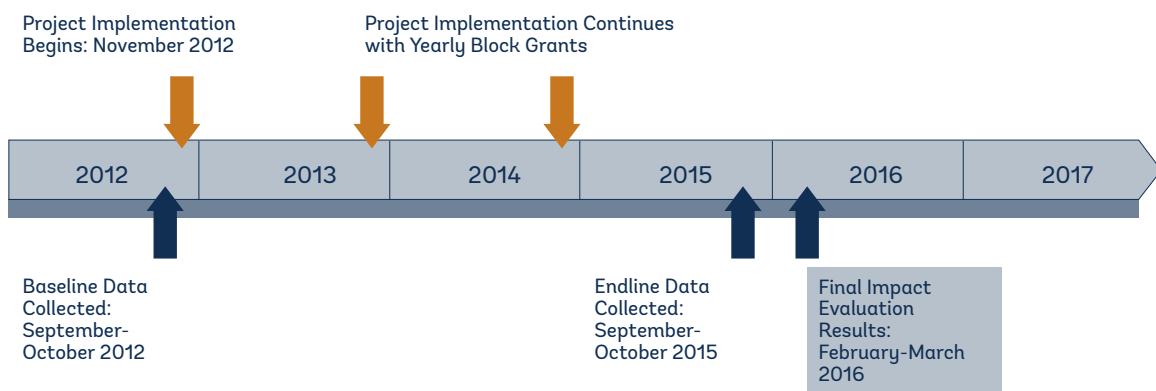 Project Implementation
Begins: November 2012
Project Implementation Continues
with Yearly Block Grants
2012
2013
2014
2015
2016
2017
Baseline Data
Collected:
September-
October 2012
Endline Data
Collected:
September-
October 2015
Final Impact
Evaluation
Results:
February-March
2016